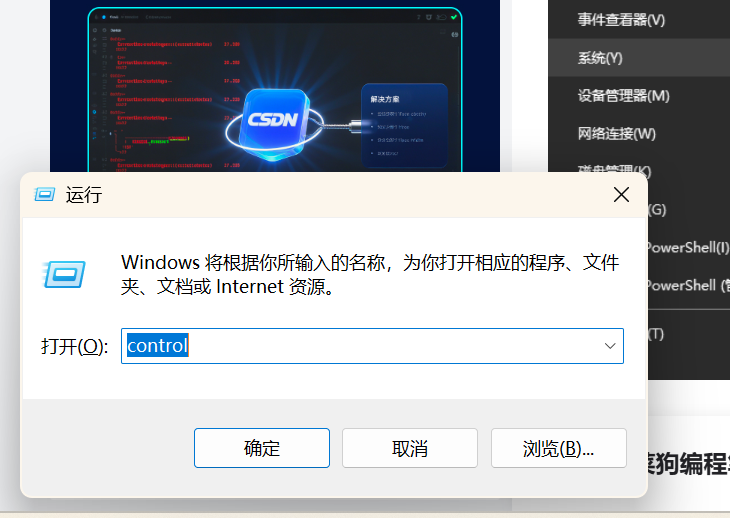 CSDN
解决方案
事件查看器(V)
系统(Y)
设备管理器(M)
网络连接(W)
磁盘管理(K)
(G)
PowerShell(I)
PowerShell (
(T)
运行
Windows 将根据你所输入的名称，为你打开相应的程序、文件
夹、文档或 Internet 资源。
打开(O):
control
确定
取消
浏览(B)...
狗编程